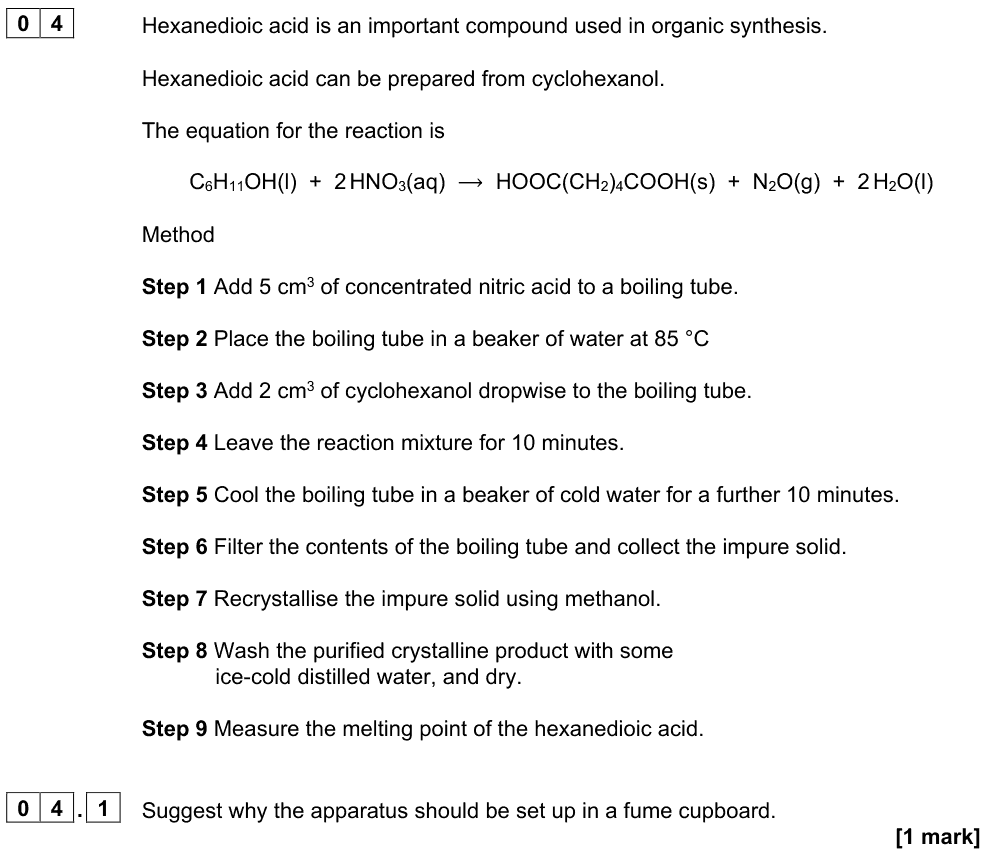 0 4 Hexanedioic acid is an important compound used in organic synthesis.
Hexanedioic acid can be prepared from cyclohexanol.
The equation for the reaction is
C₆H₁₁OH(l) + 2 HNO₃(aq) ⟶ HOOC(CH₂)₄COOH(s) + N₂O(g) + 2 H₂O(l)
Method
Step 1 Add 5 cm³ of concentrated nitric acid to a boiling tube.
Step 2 Place the boiling tube in a beaker of water at 85 °C
Step 3 Add 2 cm³ of cyclohexanol dropwise to the boiling tube.
Step 4 Leave the reaction mixture for 10 minutes.
Step 5 Cool the boiling tube in a beaker of cold water for a further 10 minutes.
Step 6 Filter the contents of the boiling tube and collect the impure solid.
Step 7 Recrystallise the impure solid using methanol.
Step 8 Wash the purified crystalline product with some
ice-cold distilled water, and dry.
Step 9 Measure the melting point of the hexanedioic acid.
0 4 . 1 Suggest why the apparatus should be set up in a fume cupboard.
[1 mark]